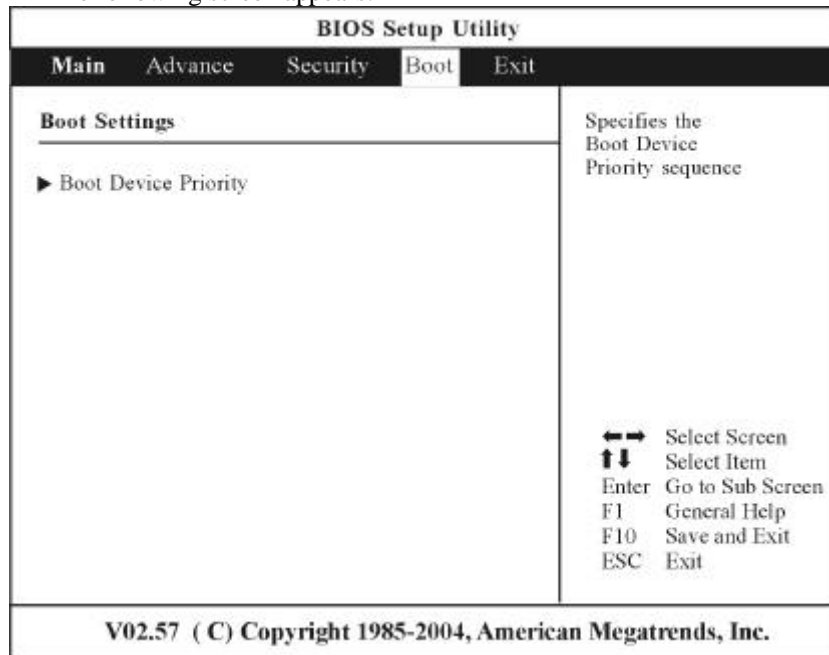 BIOS Setup Utility
Main Advance Security Boot Exit
Boot Settings
▶ Boot Device Priority
Specifies the
Boot Device
Priority sequence
←→ Select Screen
↑↓ Select Item
Enter Go to Sub Screen
F1 General Help
F10 Save and Exit
ESC Exit
V02.57 ( C) Copyright 1985-2004, American Megatrends, Inc.